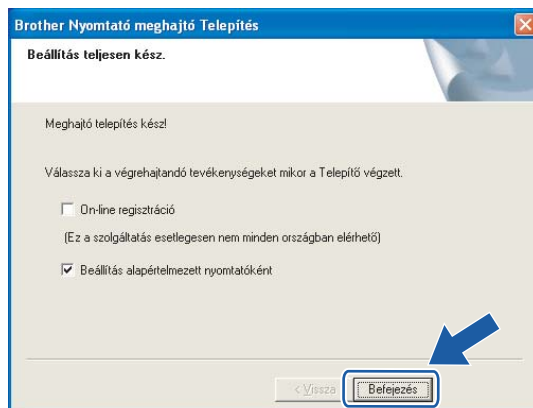 Brother Nyomtató meghajtó Telepítés
Beállítás teljesen kész.
Meghajtó telepítés kész!
Válassza ki a végrehajtandó tevékenységeket mikor a Telepítő végzett.
On-line regisztráció
(Ez a szolgáltatás esetlegesen nem minden országban elérhető)
Beállítás alapértelmezett nyomtatóként
< Vissza
Befejezés